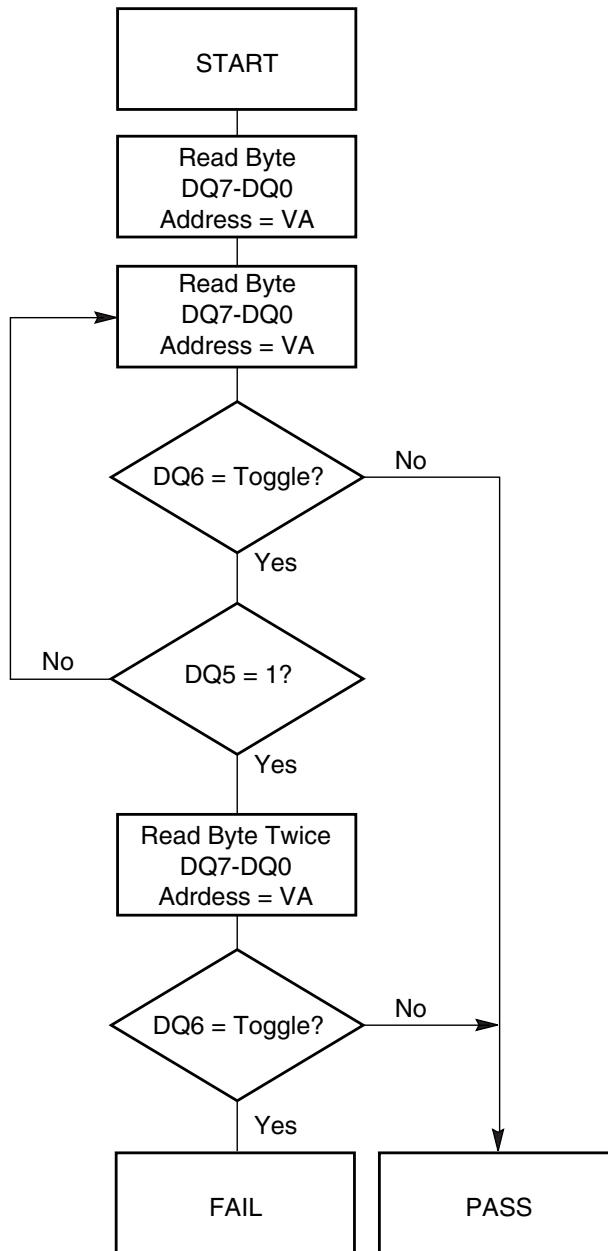 START
Read Byte
DQ7-DQ0
Address = VA
Read Byte
DQ7-DQ0
Address = VA
DQ6 = Toggle?
No
Yes
No
DQ5 = 1?
Yes
Read Byte Twice
DQ7-DQ0
Adrdess = VA
DQ6 = Toggle?
No
Yes
FAIL
PASS